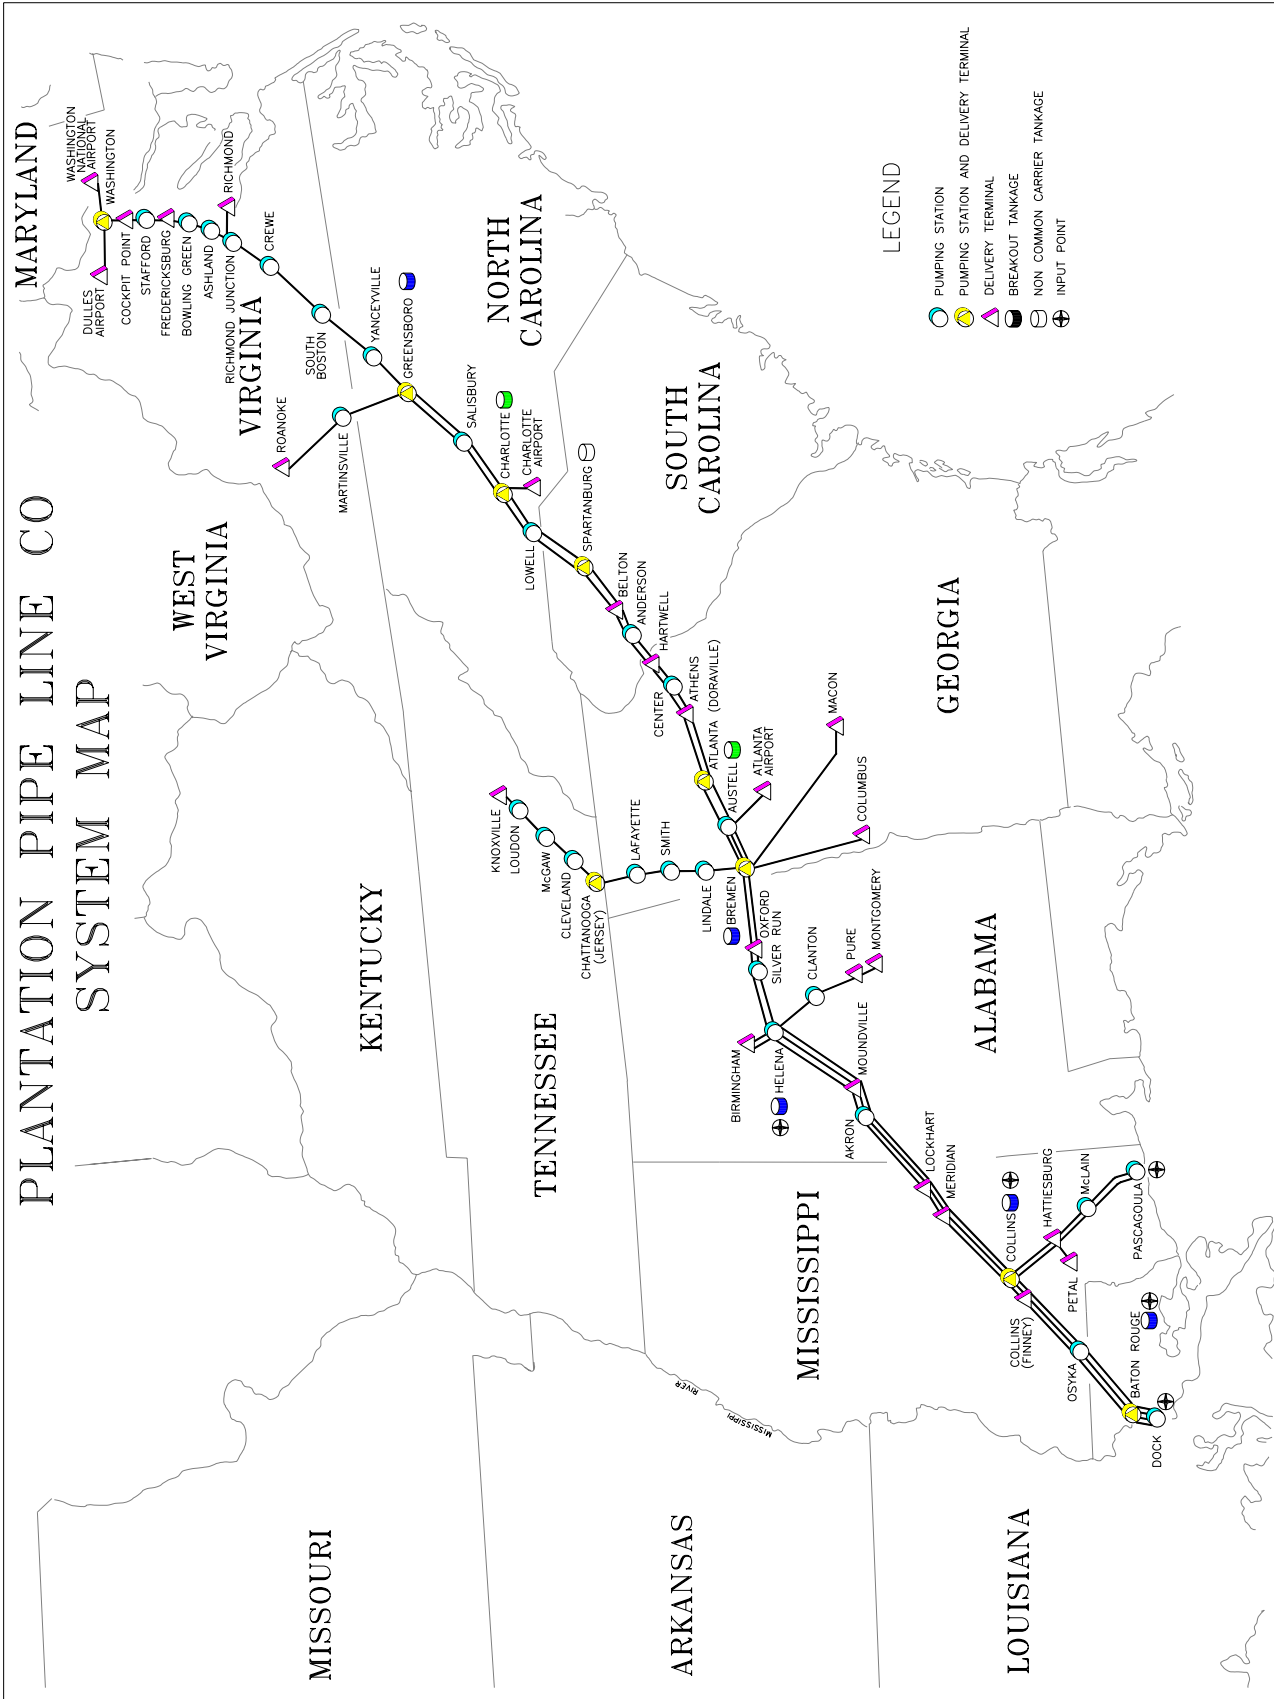 PLANTATION PIPE LINE CO
SYSTEM MAP
MARYLAND
WEST
VIRGINIA
VIRGINIA
KENTUCKY
MISSOURI
TENNESSEE
NORTH
CAROLINA
SOUTH
CAROLINA
ARKANSAS
MISSISSIPPI
ALABAMA
GEORGIA
LOUISIANA
MISSISSIPPI
RIVER
WASHINGTON
NATIONAL
AIRPORT
WASHINGTON
DULLES
AIRPORT
COCKPIT POINT
STAFFORD
FREDERICKSBURG
BOWLING GREEN
ASHLAND
RICHMOND JUNCTION
RICHMOND
CREWE
SOUTH
BOSTON
YANCEYVILLE
GREENSBORO
ROANOKE
MARTINSVILLE
SALISBURY
CHARLOTTE
CHARLOTTE
AIRPORT
LOWELL
SPARTANBURG
BELTON
ANDERSON
HARTWELL
CENTER
ATHENS
ATLANTA (DORAVILLE)
AUSTELL
ATLANTA
AIRPORT
MACON
COLUMBUS
KNOXVILLE
LOUDON
McGAW
CLEVELAND
CHATTANOOGA
(JERSEY)
LAFAYETTE
SMITH
LINDALE
BREMEN
OXFORD
SILVER RUN
CLANTON
PURE
MONTGOMERY
BIRMINGHAM
HELENA
MOUNDVILLE
AKRON
LOCKHART
MERIDIAN
COLLINS
COLLINS
(FINNEY)
HATTIESBURG
McLAIN
PASCAGOULA
PETAL
OSYKA
BATON ROUGE
DOCK
LEGEND
PUMPING STATION
PUMPING STATION AND DELIVERY TERMINAL
DELIVERY TERMINAL
BREAKOUT TANKAGE
NON COMMON CARRIER TANKAGE
INPUT POINT